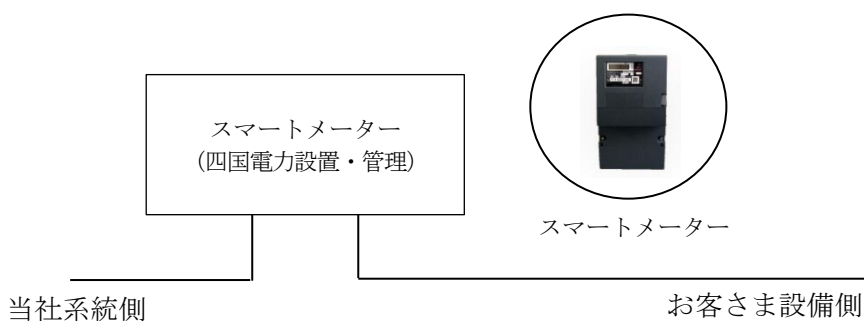 スマートメーター
(四国電力設置・管理)
スマートメーター
当社系統側
お客さま設備側